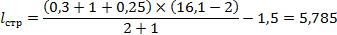 l_стр = ((0,3 + 1 + 0,25) × (16,1 − 2)) / (2 + 1) − 1,5 = 5,785